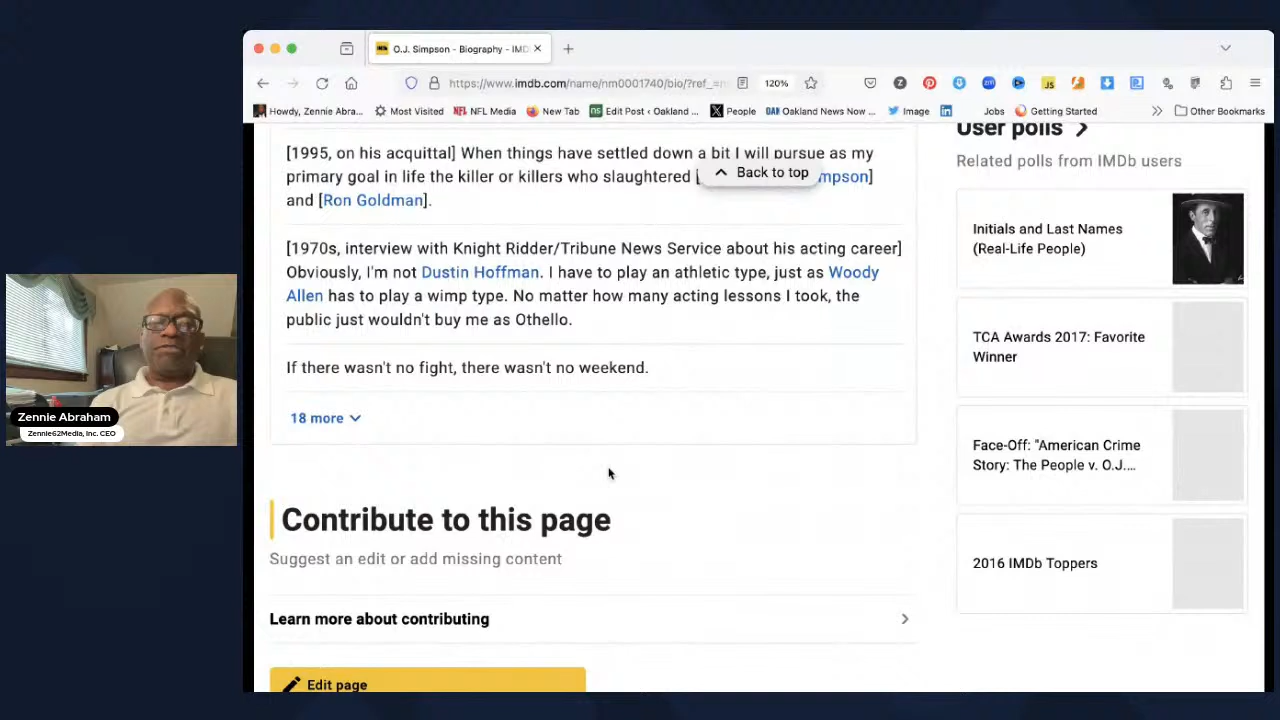 O.J. Simpson - Biography - IMD
https://www.imdb.com/name/nm0001740/bio/?ref_=n
120%
Howdy, Zennie Abra...
Most Visited
NFL Media
New Tab
Edit Post ‹ Oakland ...
People
Oakland News Now ...
Image
Jobs
Getting Started
Other Bookmarks
[1995, on his acquittal] When things have settled down a bit I will pursue as my
primary goal in life the killer or killers who slaughtered [
mpson]
and [Ron Goldman].
Back to top
[1970s, interview with Knight Ridder/Tribune News Service about his acting career]
Obviously, I'm not Dustin Hoffman. I have to play an athletic type, just as Woody
Allen has to play a wimp type. No matter how many acting lessons I took, the
public just wouldn't buy me as Othello.
If there wasn't no fight, there wasn't no weekend.
18 more
Contribute to this page
Suggest an edit or add missing content
Learn more about contributing
Edit page
User polls
Related polls from IMDb users
Initials and Last Names
(Real-Life People)
TCA Awards 2017: Favorite
Winner
Face-Off: "American Crime
Story: The People v. O.J....
2016 IMDb Toppers
Zennie Abraham
Zennie62Media, Inc. CEO